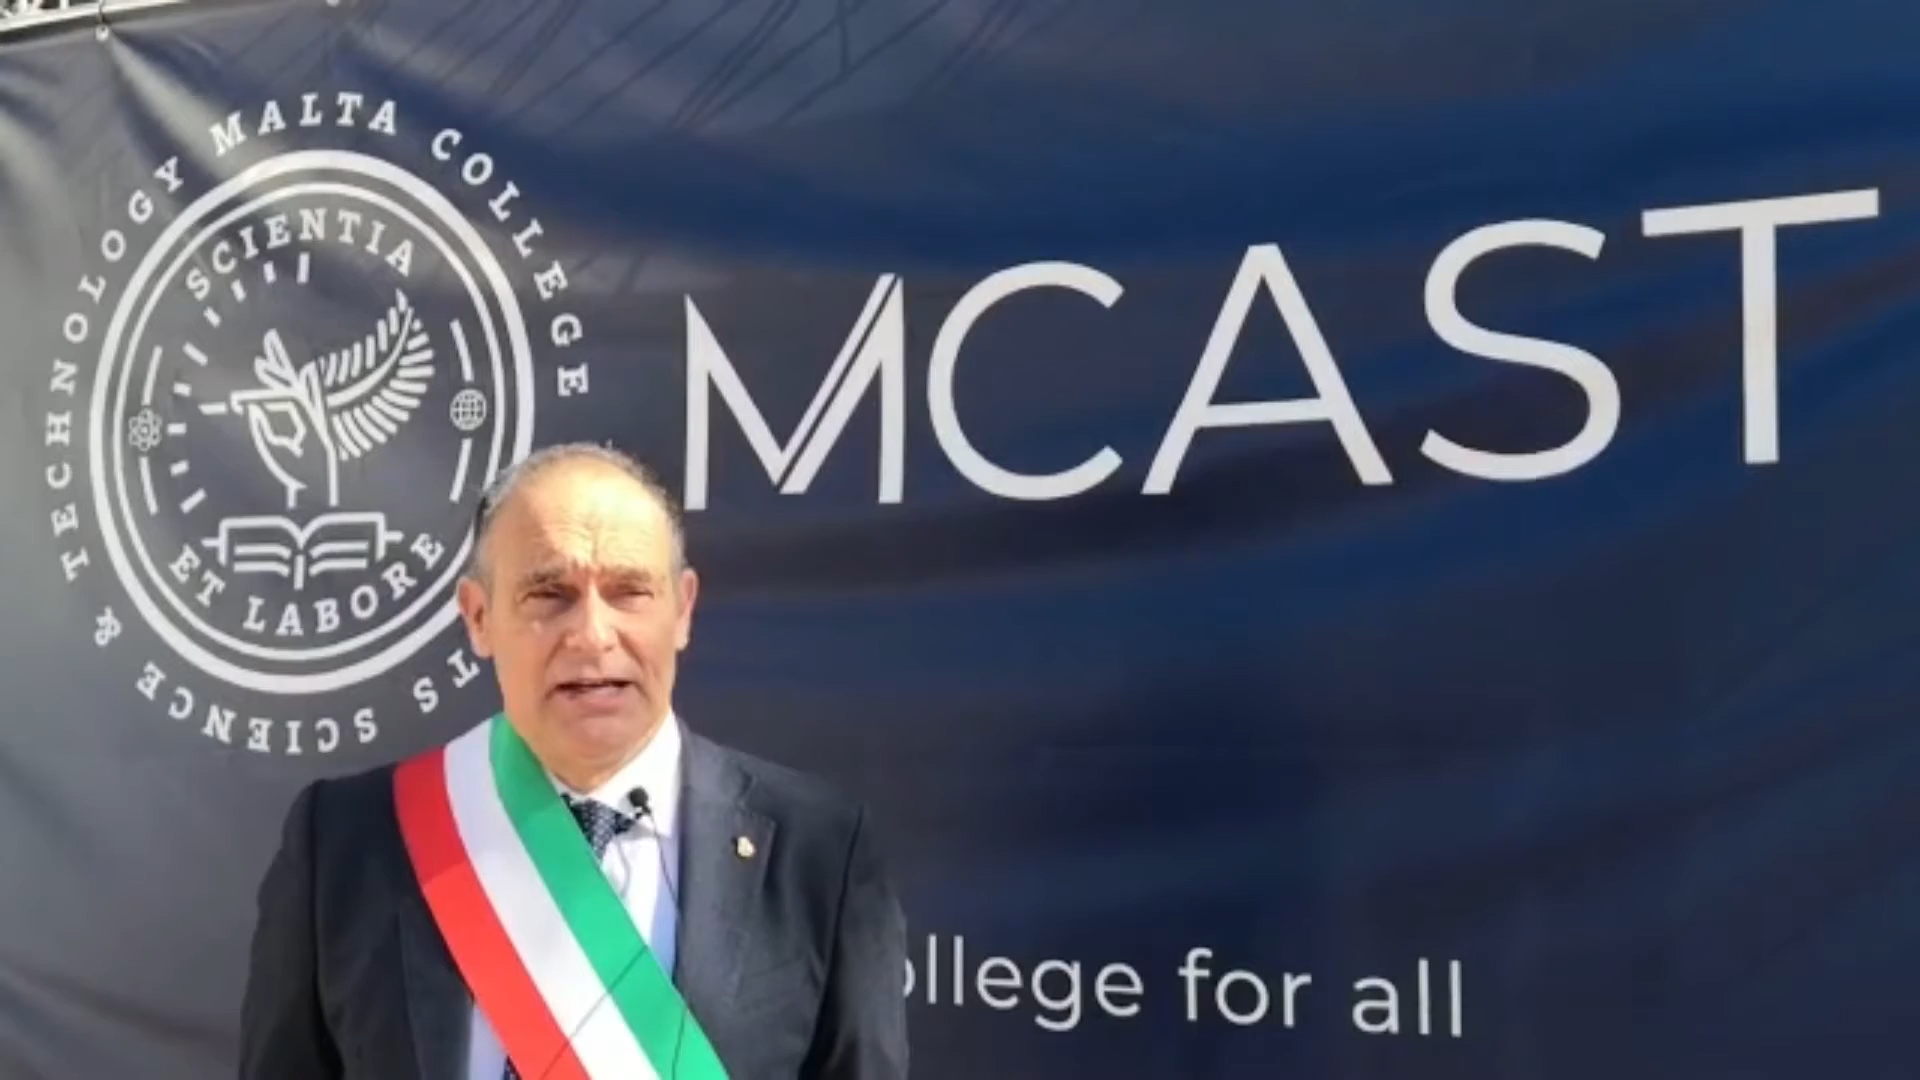 MALTA COLLEGE
TS SCIENCE & TECHNOLOGY
SCIENTIA
ET LABORE
MCAST
ollege for all